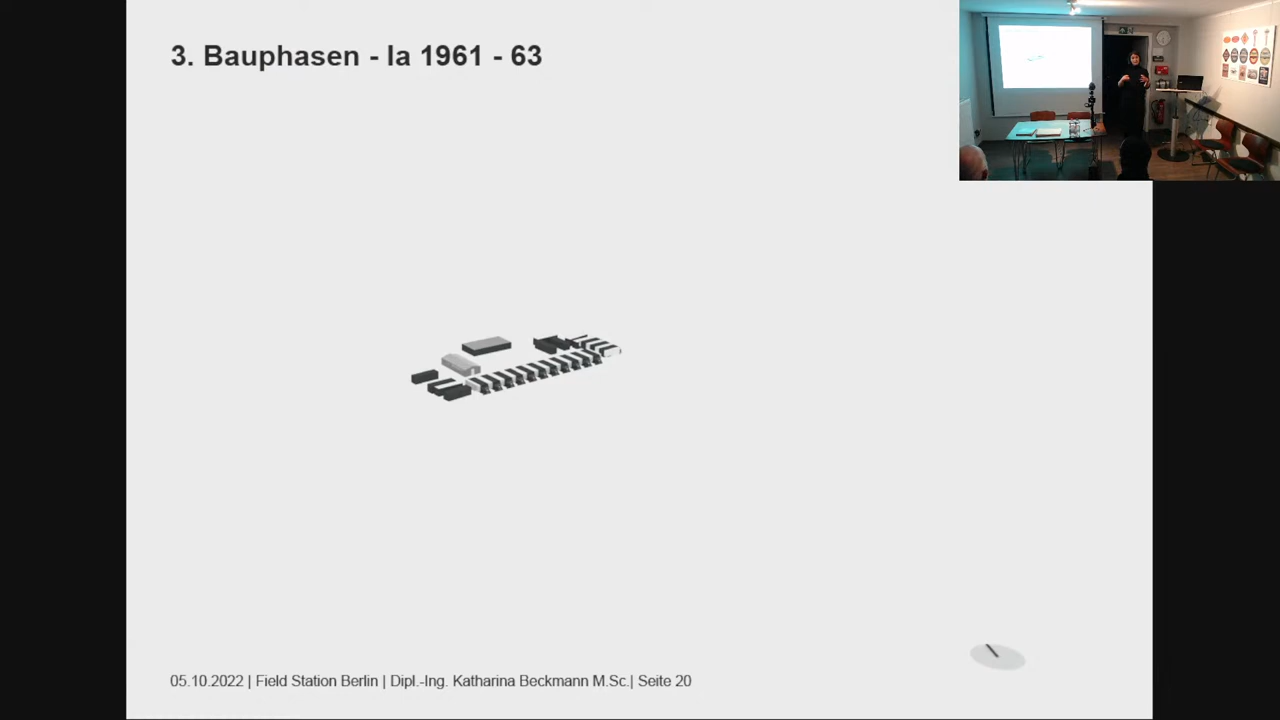 3. Bauphasen - Ia 1961 - 63
05.10.2022 | Field Station Berlin | Dipl.-Ing. Katharina Beckmann M.Sc.| Seite 20